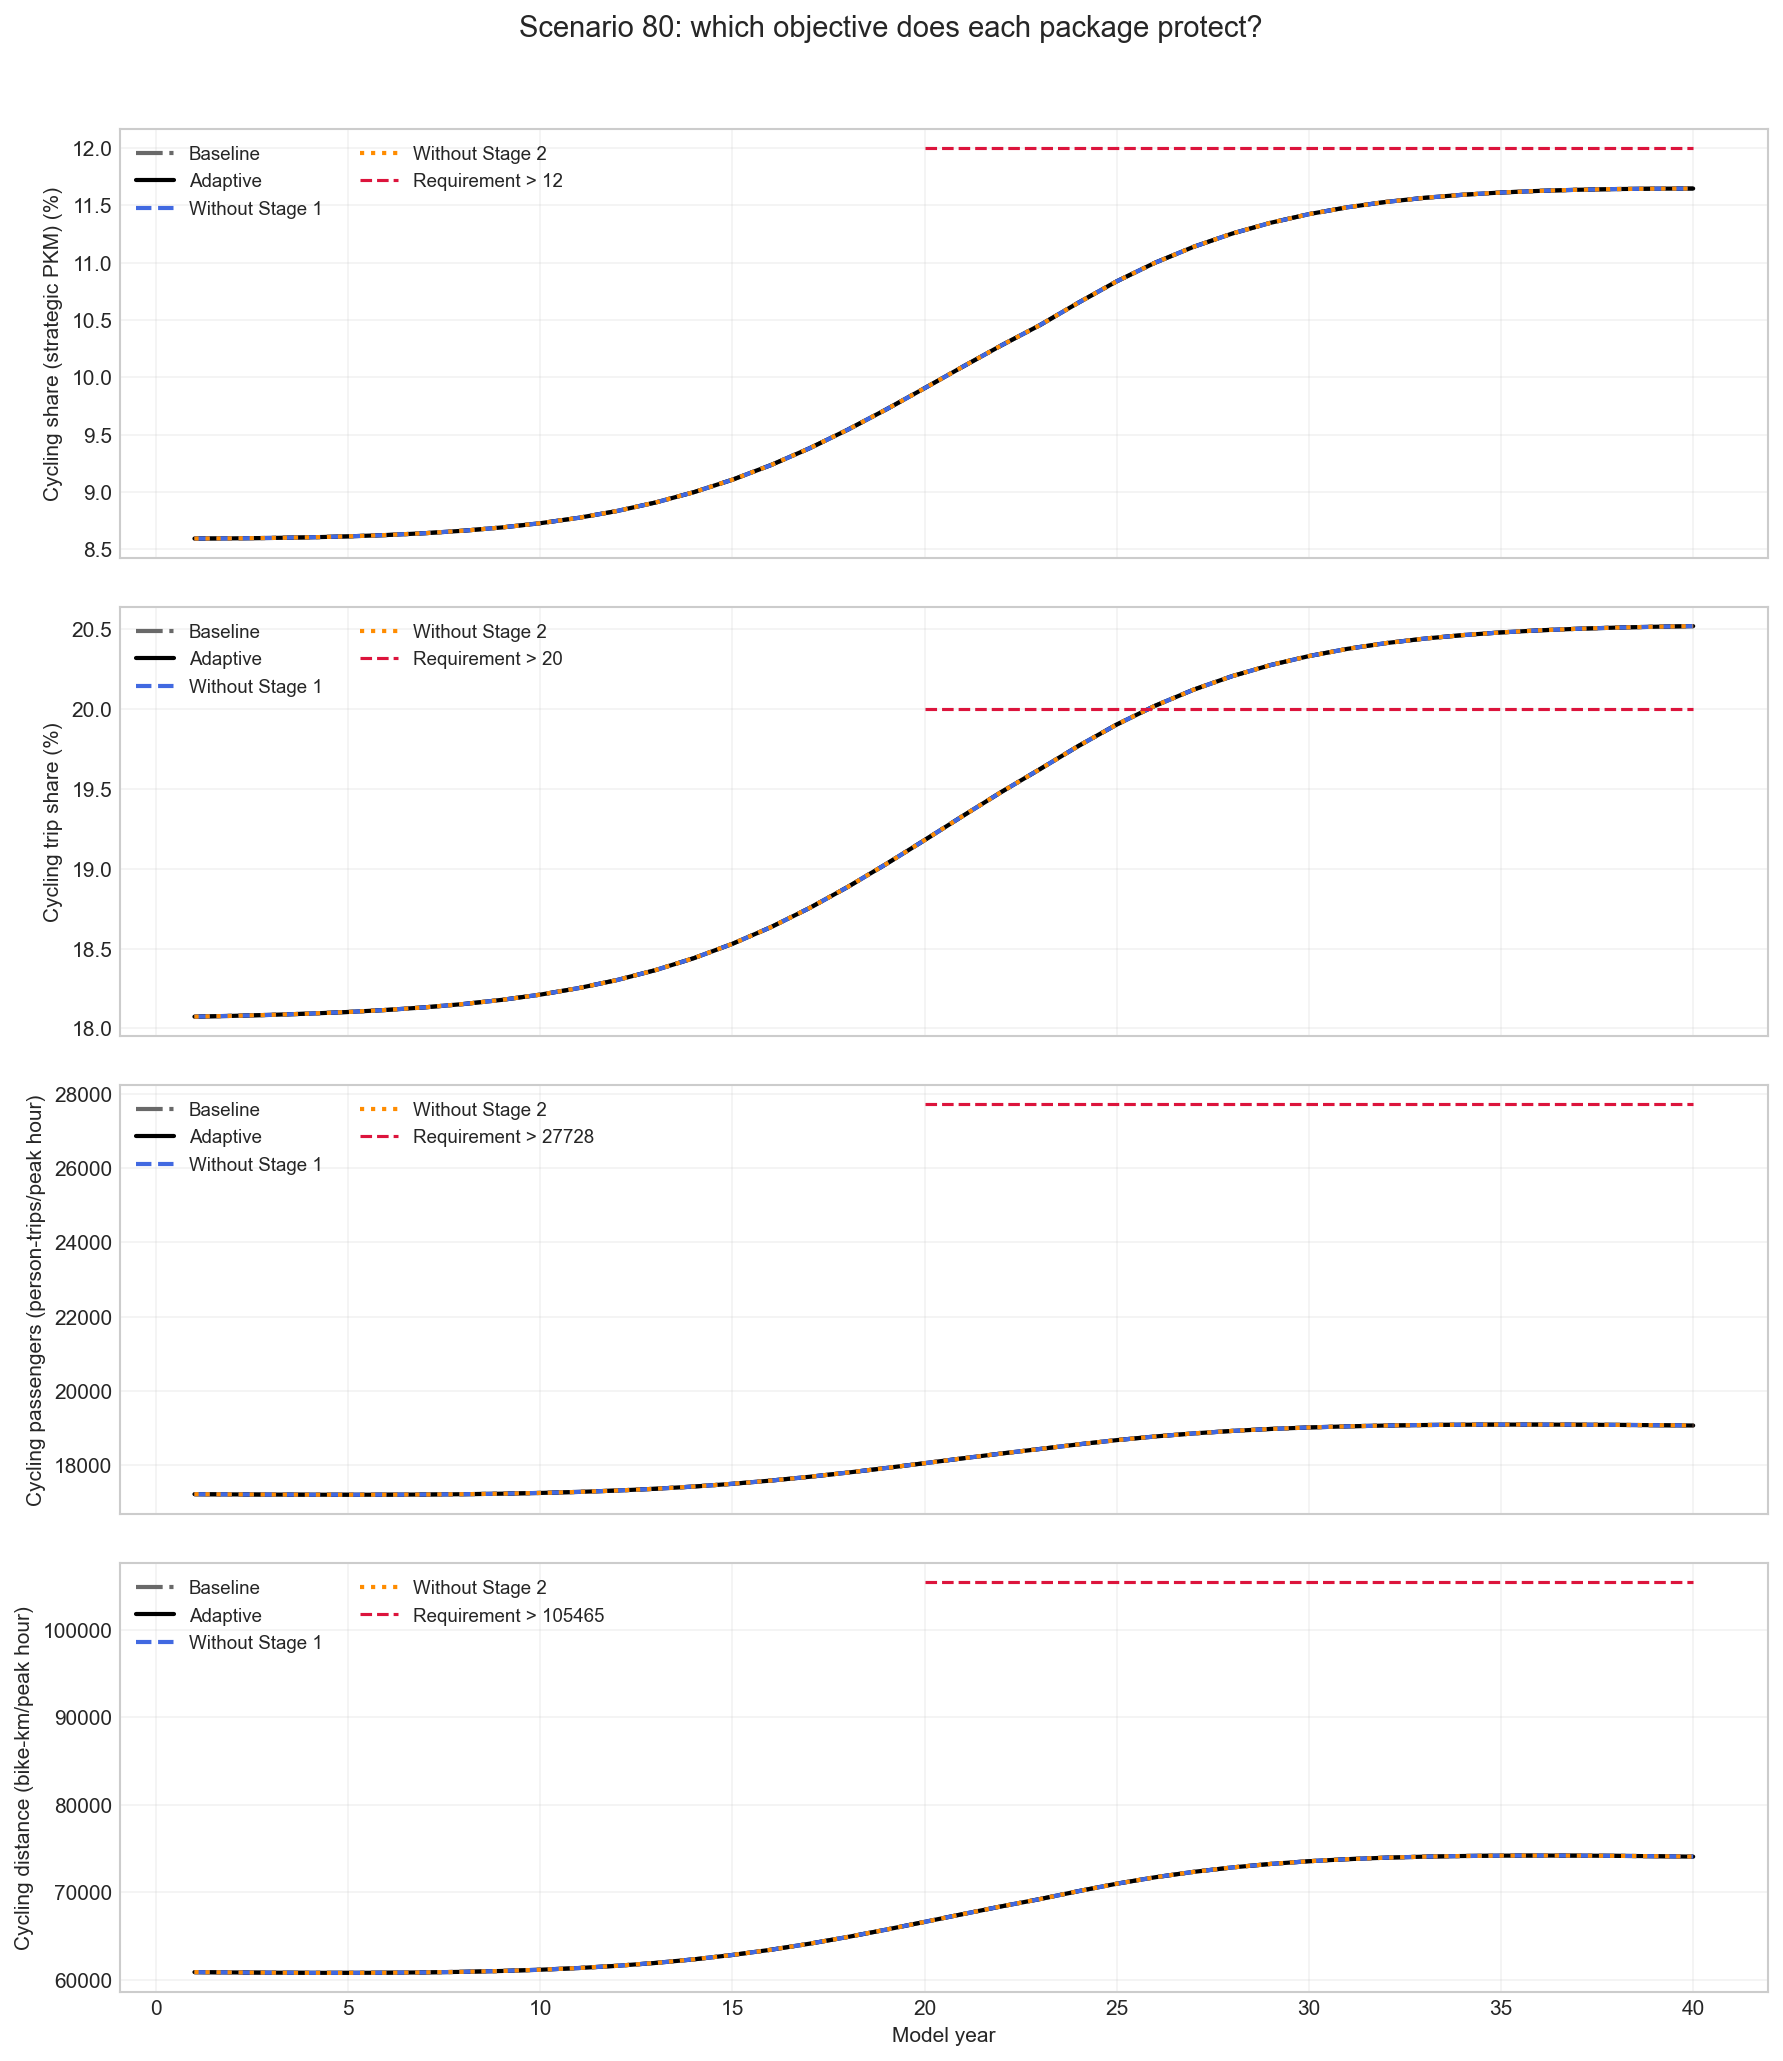 Scenario 80: which objective does each package protect?
Cycling share (strategic PKM) (%)
12.0
11.5
11.0
10.5
10.0
9.5
9.0
8.5
Baseline
Adaptive
Without Stage 1
Without Stage 2
Requirement > 12
Cycling trip share (%)
20.5
20.0
19.5
19.0
18.5
18.0
Baseline
Adaptive
Without Stage 1
Without Stage 2
Requirement > 20
Cycling passengers (person-trips/peak hour)
28000
26000
24000
22000
20000
18000
Baseline
Adaptive
Without Stage 1
Without Stage 2
Requirement > 27728
Cycling distance (bike-km/peak hour)
100000
90000
80000
70000
60000
Baseline
Adaptive
Without Stage 1
Without Stage 2
Requirement > 105465
0 5 10 15 20 25 30 35 40
Model year